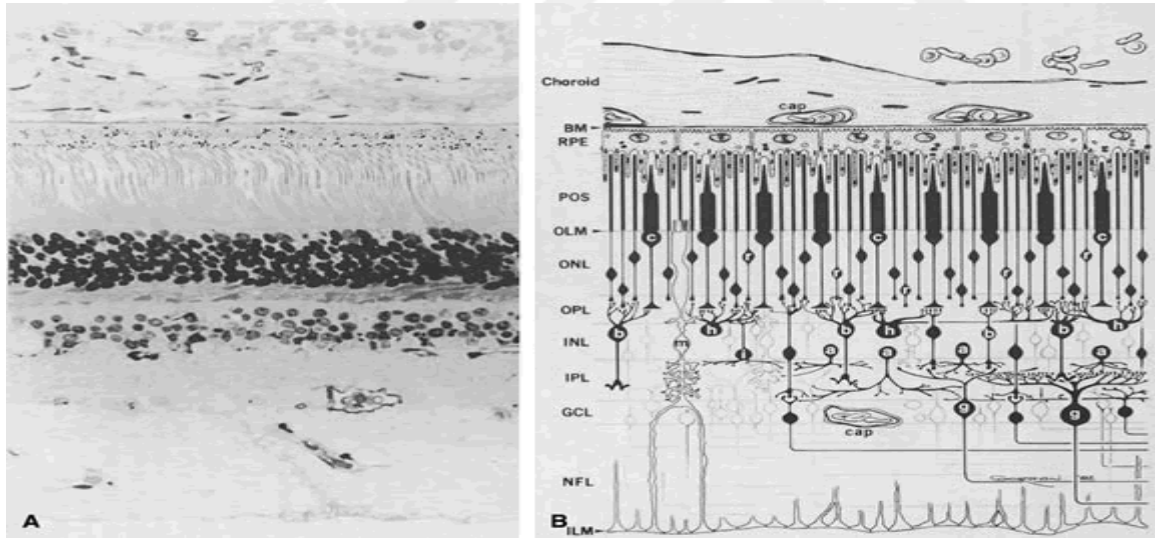 A
Choroid
cap
BM
RPE
POS
OLM
c c c
ONL
r r r r r
OPL
b h b h b b h
INL
m i a a a a
IPL
GCL
g g
cap
NFL
B
ILM